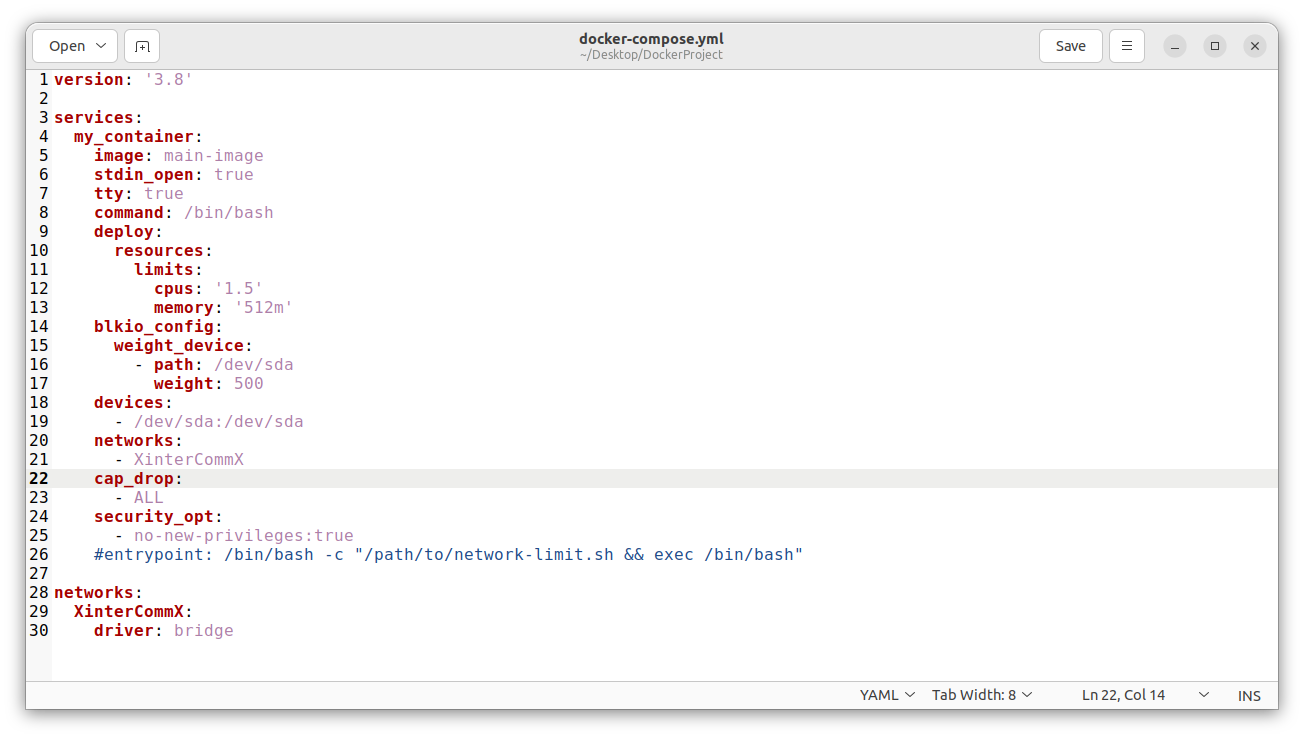 Open
docker-compose.yml
~/Desktop/DockerProject
Save
1 version: '3.8'
2
3 services:
4   my_container:
5     image: main-image
6     stdin_open: true
7     tty: true
8     command: /bin/bash
9     deploy:
10       resources:
11         limits:
12           cpus: '1.5'
13           memory: '512m'
14     blkio_config:
15       weight_device:
16         - path: /dev/sda
17           weight: 500
18     devices:
19       - /dev/sda:/dev/sda
20     networks:
21       - XinterCommX
22     cap_drop:
23       - ALL
24     security_opt:
25       - no-new-privileges:true
26     #entrypoint: /bin/bash -c "/path/to/network-limit.sh && exec /bin/bash"
27
28 networks:
29   XinterCommX:
30     driver: bridge
YAML Tab Width: 8 Ln 22, Col 14 INS